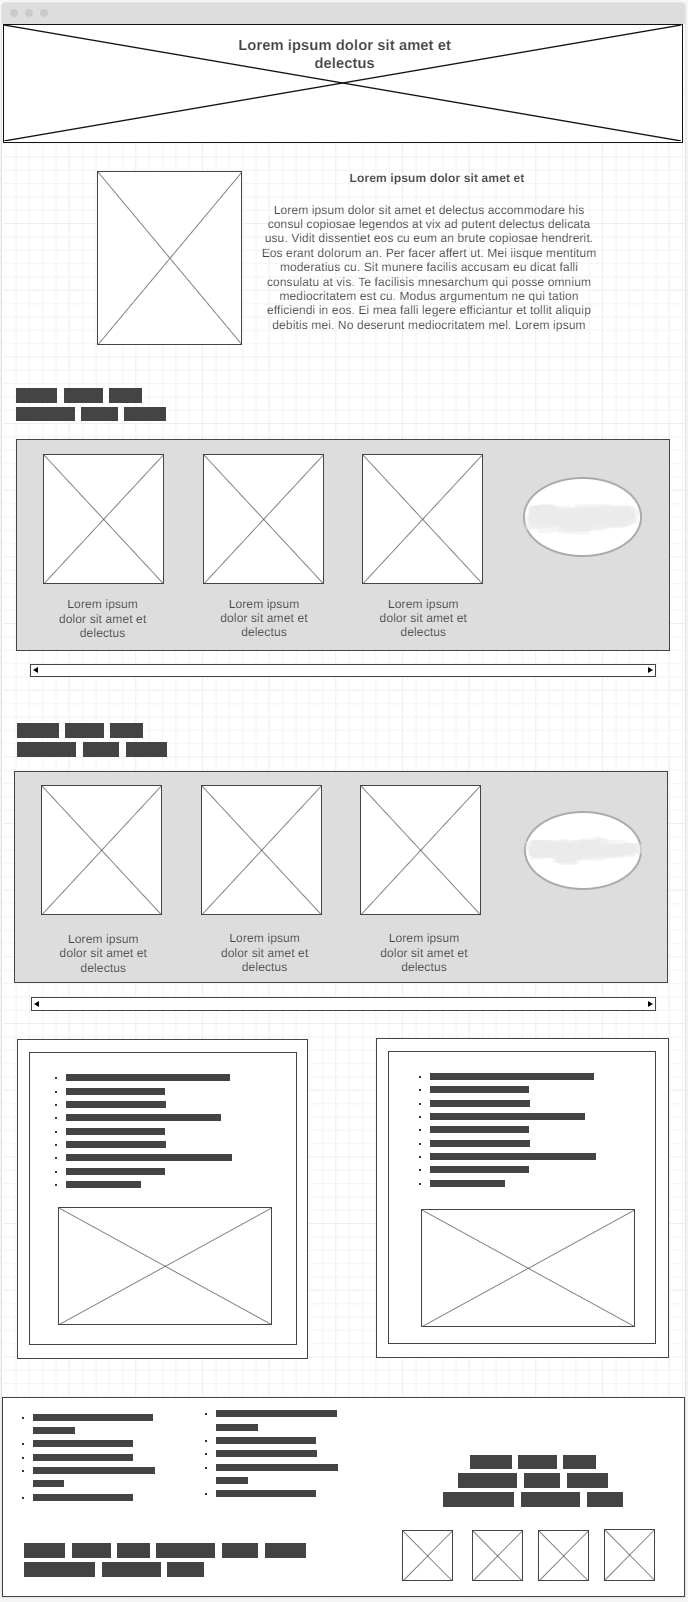 Lorem ipsum dolor sit amet et
delectus
Lorem ipsum dolor sit amet et
Lorem ipsum dolor sit amet et delectus accommodare his
consul copiosae legendos at vix ad putent delectus delicata
usu. Vidit dissentiet eos cu eum an brute copiosae hendrerit.
Eos erant dolorum an. Per facer affert ut. Mei iisque mentitum
moderatius cu. Sit munere facilis accusam eu dicat falli
consulatu at vis. Te facilisis mnesarchum qui posse omnium
mediocritatem est cu. Modus argumentum ne qui tation
efficiendi in eos. Ei mea falli legere efficiantur et tollit aliquip
debitis mei. No deserunt mediocritatem mel. Lorem ipsum
Lorem ipsum
dolor sit amet et
delectus
Lorem ipsum
dolor sit amet et
delectus
Lorem ipsum
dolor sit amet et
delectus
Lorem ipsum
dolor sit amet et
delectus
Lorem ipsum
dolor sit amet et
delectus
Lorem ipsum
dolor sit amet et
delectus